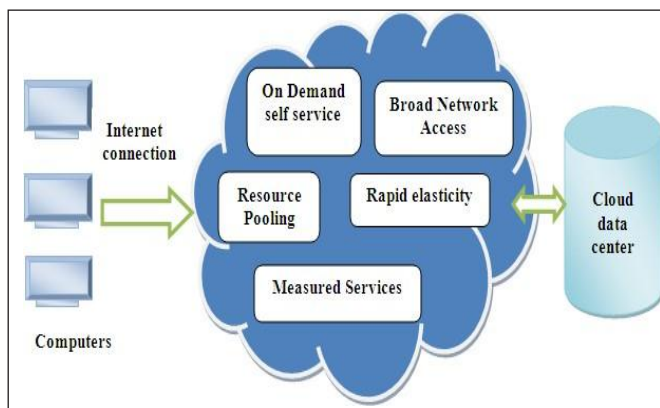 Internet
connection
Computers
On Demand
self service
Broad Network
Access
Resource
Pooling
Rapid elasticity
Measured Services
Cloud
data
center